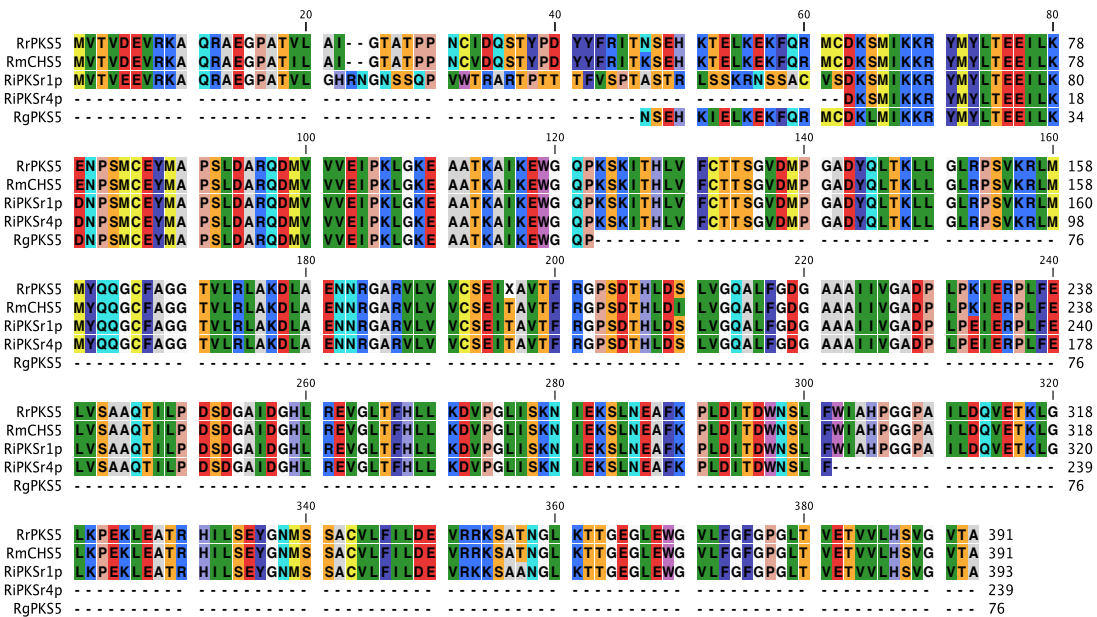 20 40 60 80
RrPKS5 MVTVDEVRKA QRAEGPATVL AI--GTATPP NCIDQSTYPD YYFRITNSEH KTELKEKFQR MCDKSMIKKR YMYLTEEILK 78
RmCHS5 MVTVDEVRKA QRAEGPATIL AI--GTATPP NCVDQSTYPD YYFRITKSEH KTELKEKFQR MCDKSMIKKR YMYLTEEILK 78
RiPKSr1p MVTVEEVRKA QRAEGPATVL GHRNGNSSQP VWTRARTPTT TFVSPTASTR LSSKRNSSAC VSDKSMIKKR YMYLTEEILK 80
RiPKSr4p ---------- ---------- ---------- ---------- ---------- ---------- --DKSMIKKR YMYLTEEILK 18
RgPKS5 ---------- ---------- ---------- ---------- ------NSEH KIELKEKFQR MCDKLMIKKR YMYLTEEILK 34
100 120 140 160
RrPKS5 ENPSMCEYMA PSLDARQDMV VVEIPKLGKE AATKAIKEWG QPKSKITHLV FCTTSGVDMP GADYQLTKLL GLRPSVKRLM 158
RmCHS5 ENPSMCEYMA PSLDARQDMV VVEIPKLGKE AATKAIKEWG QPKSKITHLV FCTTSGVDMP GADYQLTKLL GLRPSVKRLM 158
RiPKSr1p DNPSMCEYMA PSLDARQDMV VVEIPKLGKE AATKAIKEWG QPKSKITHLV FCTTSGVDMP GADYQLTKLL GLRPSVKRLM 160
RiPKSr4p DNPSMCEYMA PSLDARQDMV VVEIPKLGKE AATKAIKEWG QPKSKITHLV FCTTSGVDMP GADYQLTKLL GLRPSVKRLM 98
RgPKS5 DNPSMCEYMA PSLDARQDMV VVEIPKLGKE AATKAIKEWG QP-------- ---------- ---------- ---------- 76
180 200 220 240
RrPKS5 MYQQGCFAGG TVLRLAKDLA ENNRGARVLV VCSEIXAVTF RGPSDTHLDS LVGQALFGDG AAAIIVGADP LPKIERPLFE 238
RmCHS5 MYQQGCFAGG TVLRLAKDLA ENNRGARVLV VCSEITAVTF RGPSDTHLDI LVGQALFGDG AAAIIVGADP LPKIERPLFE 238
RiPKSr1p MYQQGCFAGG TVLRLAKDLA ENNRGARVLV VCSEITAVTF RGPSDTHLDS LVGQALFGDG AAAIIVGADP LPEIERPLFE 240
RiPKSr4p MYQQGCFAGG TVLRLAKDLA ENNRGARVLV VCSEITAVTF RGPSDTHLDS LVGQALFGDG AAAIIVGADP LPEIERPLFE 178
RgPKS5 ---------- ---------- ---------- ---------- ---------- ---------- ---------- ---------- 76
260 280 300 320
RrPKS5 LVSAAQTILP DSDGAIDGHL REVGLTFHLL KDVPGLISKN IEKSLNEAFK PLDITDWNSL FWIAHPGGPA ILDQVETKLG 318
RmCHS5 LVSAAQTILP DSDGAIDGHL REVGLTFHLL KDVPGLISKN IEKSLNEAFK PLDITDWNSL FWIAHPGGPA ILDQVETKLG 318
RiPKSr1p LVSAAQTILP DSDGAIDGHL REVGLTFHLL KDVPGLISKN IEKSLNEAFK PLDITDWNSL FWIAHPGGPA ILDQVETKLG 320
RiPKSr4p LVSAAQTILP DSDGAIDGHL REVGLTFHLL KDVPGLISKN IEKSLNEAFK PLDITDWNSL F--------- ---------- 239
RgPKS5 ---------- ---------- ---------- ---------- ---------- ---------- ---------- ---------- 76
340 360 380
RrPKS5 LKPEKLEATR HILSEYGNMS SACVLFILDE VRRKSATNGL KTTGEGLEWG VLFGFGPGLT VETVVLHSVG VTA 391
RmCHS5 LKPEKLEATR HILSEYGNMS SACVLFILDE VRRKSATNGL KTTGEGLEWG VLFGFGPGLT VETVVLHSVG VTA 391
RiPKSr1p LKPEKLEATR HILSEYGNMS SACVLFILDE VRKKSAANGL KTTGEGLEWG VLFGFGPGLT VETVVLHSVG VTA 393
RiPKSr4p ---------- ---------- ---------- ---------- ---------- ---------- ---------- --- 239
RgPKS5 ---------- ---------- ---------- ---------- ---------- ---------- ---------- --- 76